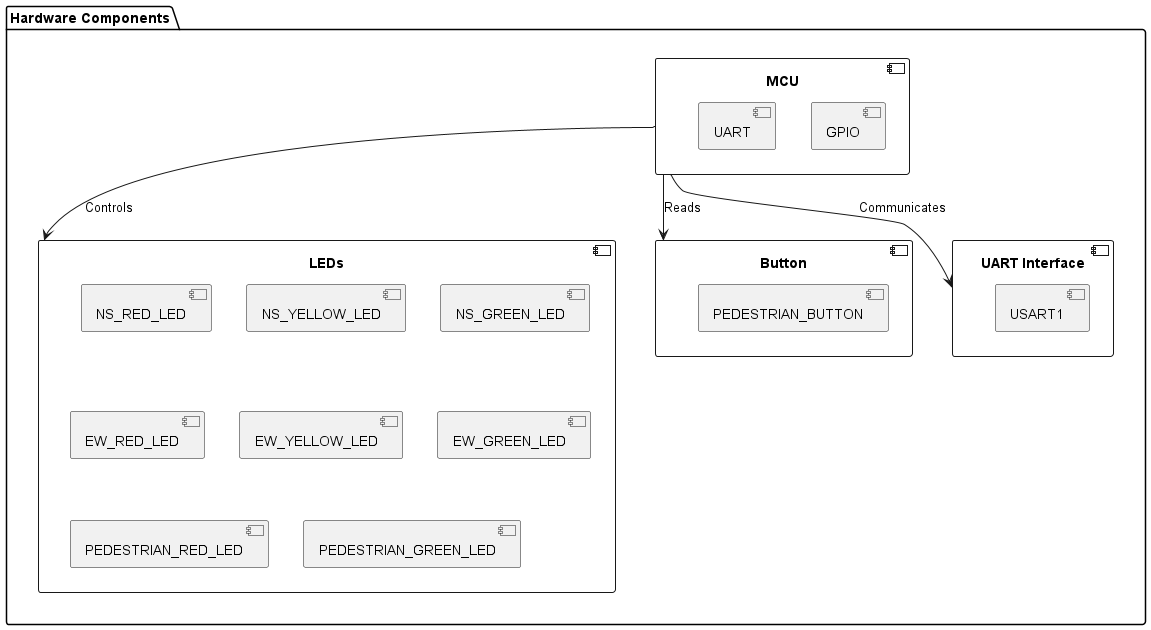 Hardware Components
MCU
UART
GPIO
Controls
Reads
Communicates
LEDs
NS_RED_LED
NS_YELLOW_LED
NS_GREEN_LED
EW_RED_LED
EW_YELLOW_LED
EW_GREEN_LED
PEDESTRIAN_RED_LED
PEDESTRIAN_GREEN_LED
Button
PEDESTRIAN_BUTTON
UART Interface
USART1